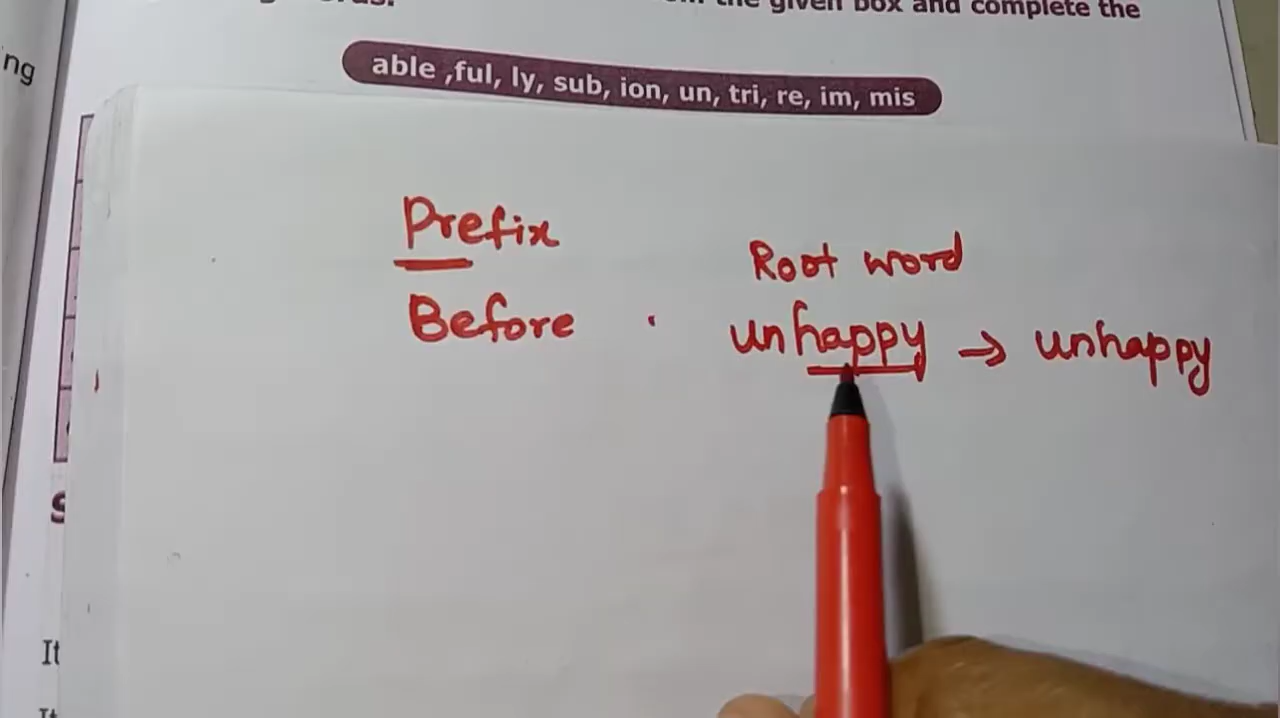 ng
the given box and complete the
able ,ful, ly, sub, ion, un, tri, re, im, mis
Prefix
Root word
Before
unhappy → unhappy
It